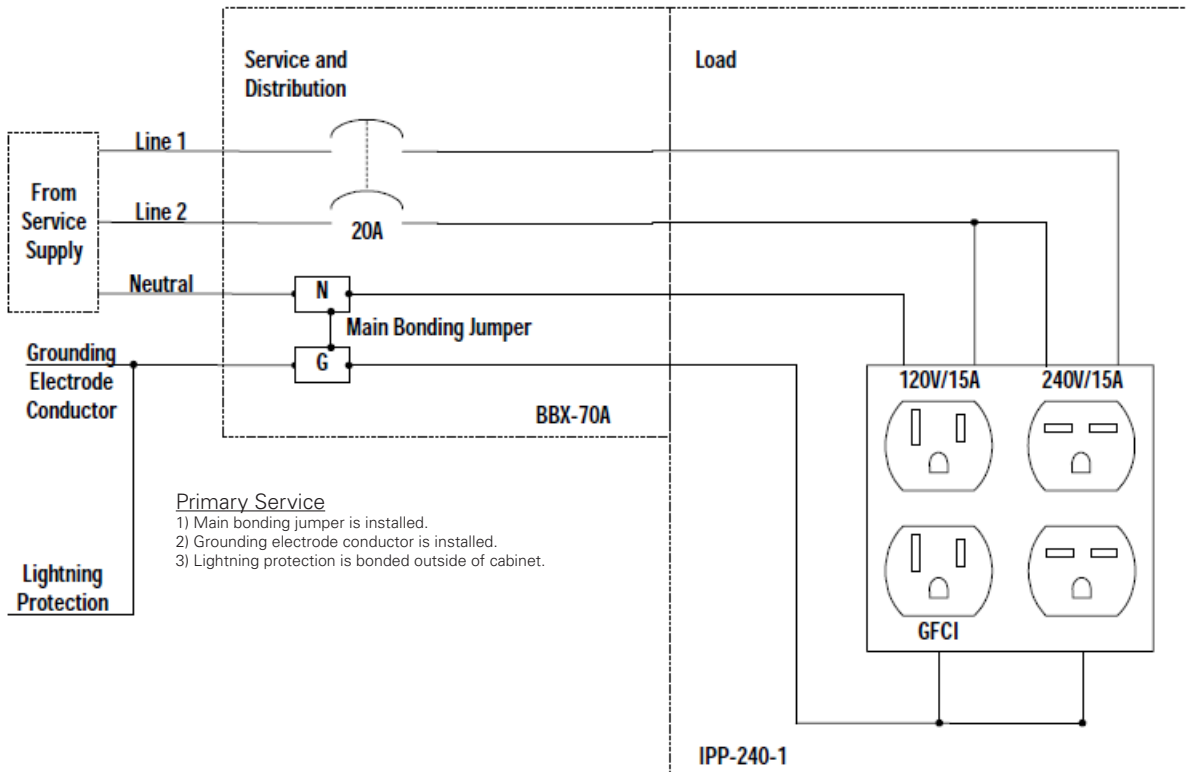 Service and
Distribution
Load
From
Service
Supply
Line 1
Line 2
20A
Neutral
N
Main Bonding Jumper
G
Grounding
Electrode
Conductor
BBX-70A
120V/15A
240V/15A
GFCI
Primary Service
1) Main bonding jumper is installed.
2) Grounding electrode conductor is installed.
3) Lightning protection is bonded outside of cabinet.
Lightning
Protection
IPP-240-1